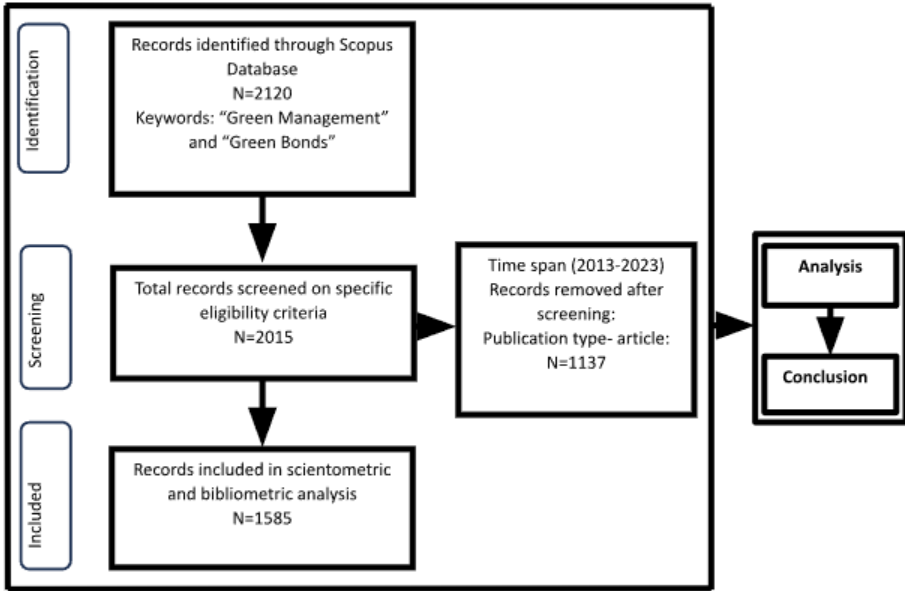 Identification
Records identified through Scopus
Database
N=2120
Keywords: “Green Management”
and “Green Bonds”
Screening
Total records screened on specific
eligibility criteria
N=2015
Time span (2013-2023)
Records removed after
screening:
Publication type- article:
N=1137
Included
Records included in scientometric
and bibliometric analysis
N=1585
Analysis
Conclusion